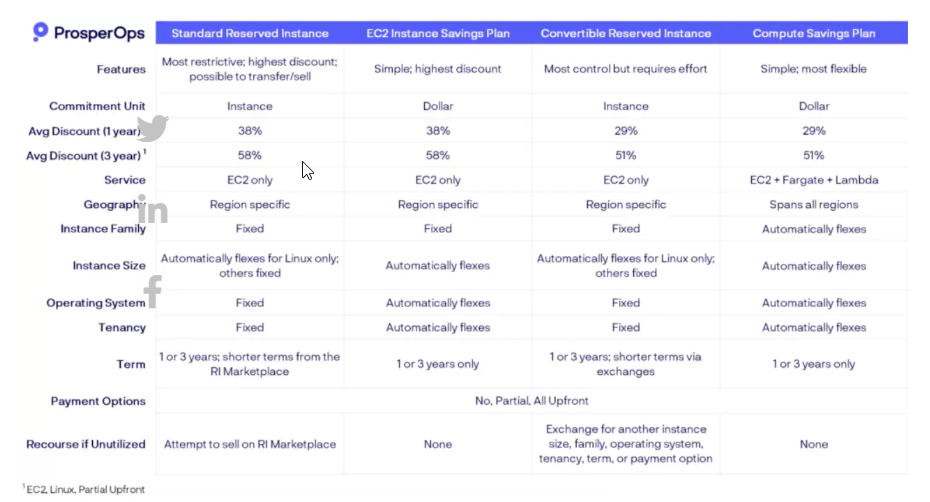 ProsperOps
Standard Reserved Instance EC2 Instance Savings Plan Convertible Reserved Instance Compute Savings Plan
Features Most restrictive; highest discount; possible to transfer/sell Simple; highest discount Most control but requires effort Simple; most flexible
Commitment Unit Instance Dollar Instance Dollar
Avg Discount (1 year) 38% 38% 29% 29%
Avg Discount (3 year) 1 58% 58% 51% 51%
Service EC2 only EC2 only EC2 only EC2 + Fargate + Lambda
Geography Region specific Region specific Region specific Spans all regions
in
Instance Family Fixed Fixed Fixed Automatically flexes
Instance Size Automatically flexes for Linux only; others fixed Automatically flexes Automatically flexes for Linux only; others fixed Automatically flexes
f
Operating System Fixed Automatically flexes Fixed Automatically flexes
Tenancy Fixed Automatically flexes Fixed Automatically flexes
Term 1 or 3 years; shorter terms from the RI Marketplace 1 or 3 years only 1 or 3 years; shorter terms via exchanges 1 or 3 years only
Payment Options No, Partial, All Upfront
Recourse if Unutilized Attempt to sell on RI Marketplace None Exchange for another instance size, family, operating system, tenancy, term, or payment option None
1 EC2, Linux, Partial Upfront